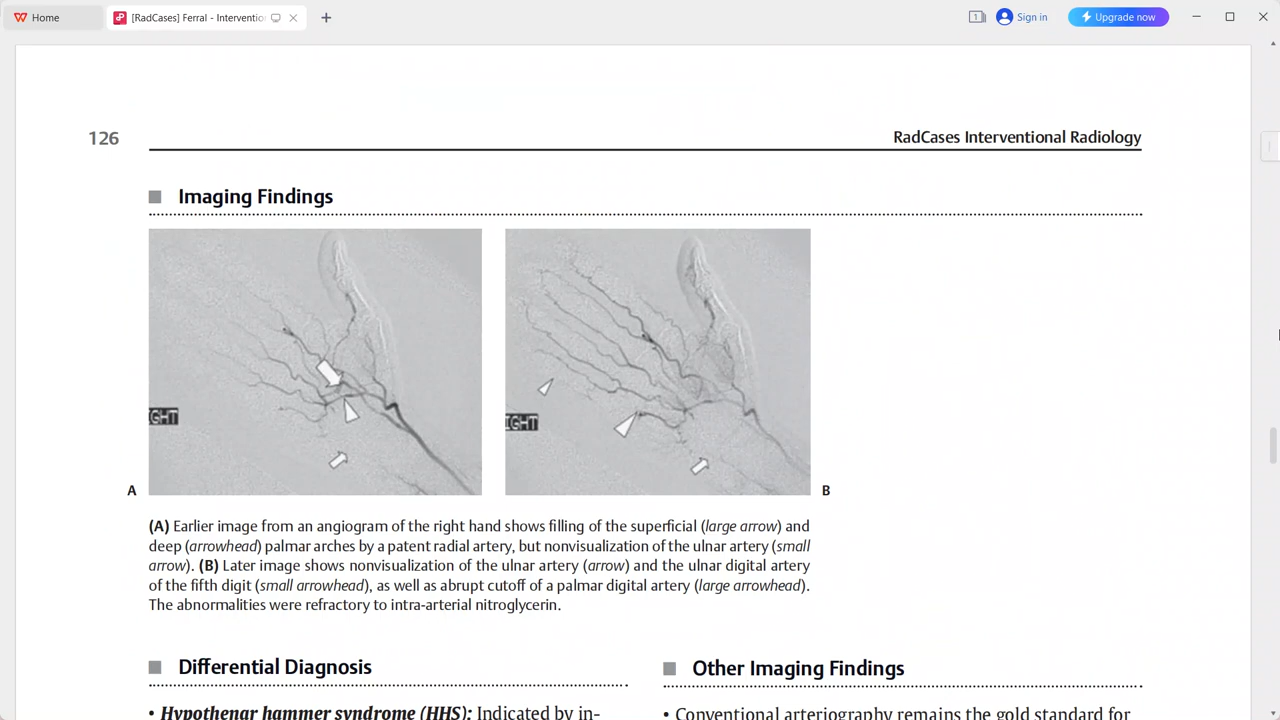 Home
[RadCases] Ferral - Interventio
1
Sign in
Upgrade now
126
RadCases Interventional Radiology
Imaging Findings
IGHT
IGHT
A
B
(A) Earlier image from an angiogram of the right hand shows filling of the superficial (large arrow) and
deep (arrowhead) palmar arches by a patent radial artery, but nonvisualization of the ulnar artery (small
arrow). (B) Later image shows nonvisualization of the ulnar artery (arrow) and the ulnar digital artery
of the fifth digit (small arrowhead), as well as abrupt cutoff of a palmar digital artery (large arrowhead).
The abnormalities were refractory to intra-arterial nitroglycerin.
Differential Diagnosis
Other Imaging Findings
• Hypothenar hammer syndrome (HHS): Indicated by in-
• Conventional arteriography remains the gold standard for